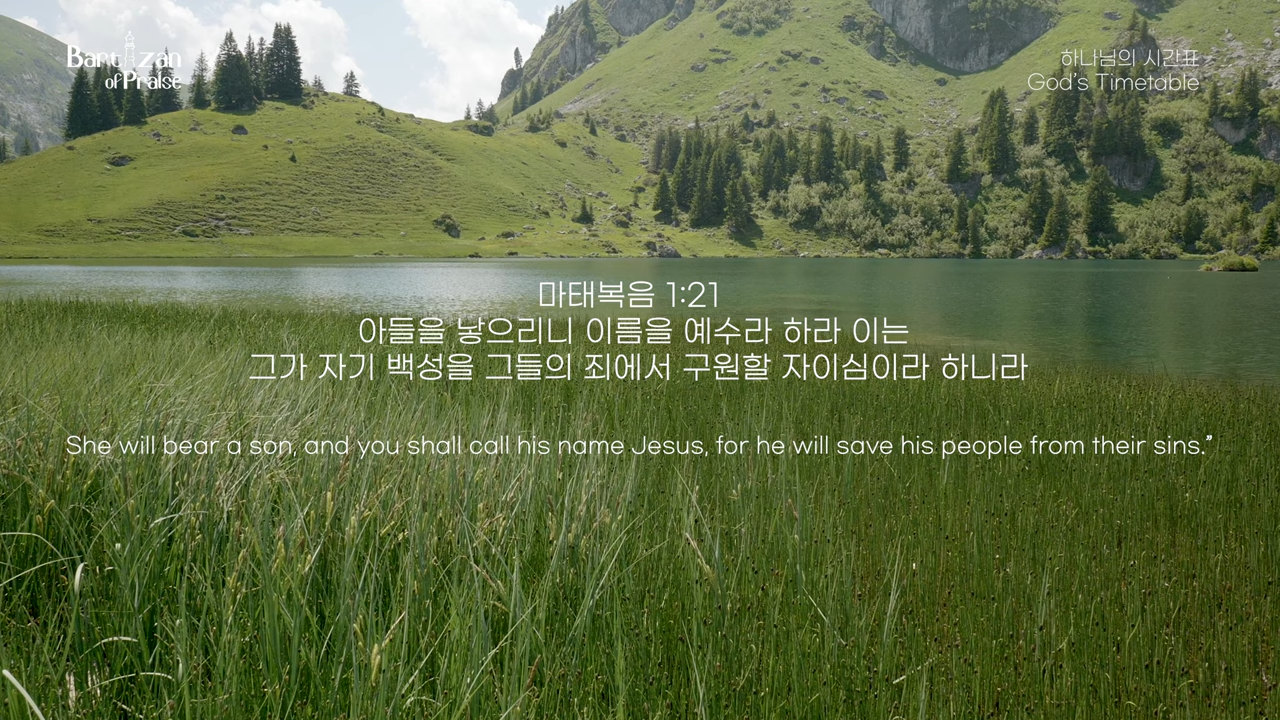 Bartizan
of Praise
하나님의 시간표
God's Timetable
마태복음 1:21
아들을 낳으리니 이름을 예수라 하라 이는
그가 자기 백성을 그들의 죄에서 구원할 자이심이라 하니라
She will bear a son, and you shall call his name Jesus, for he will save his people from their sins.”